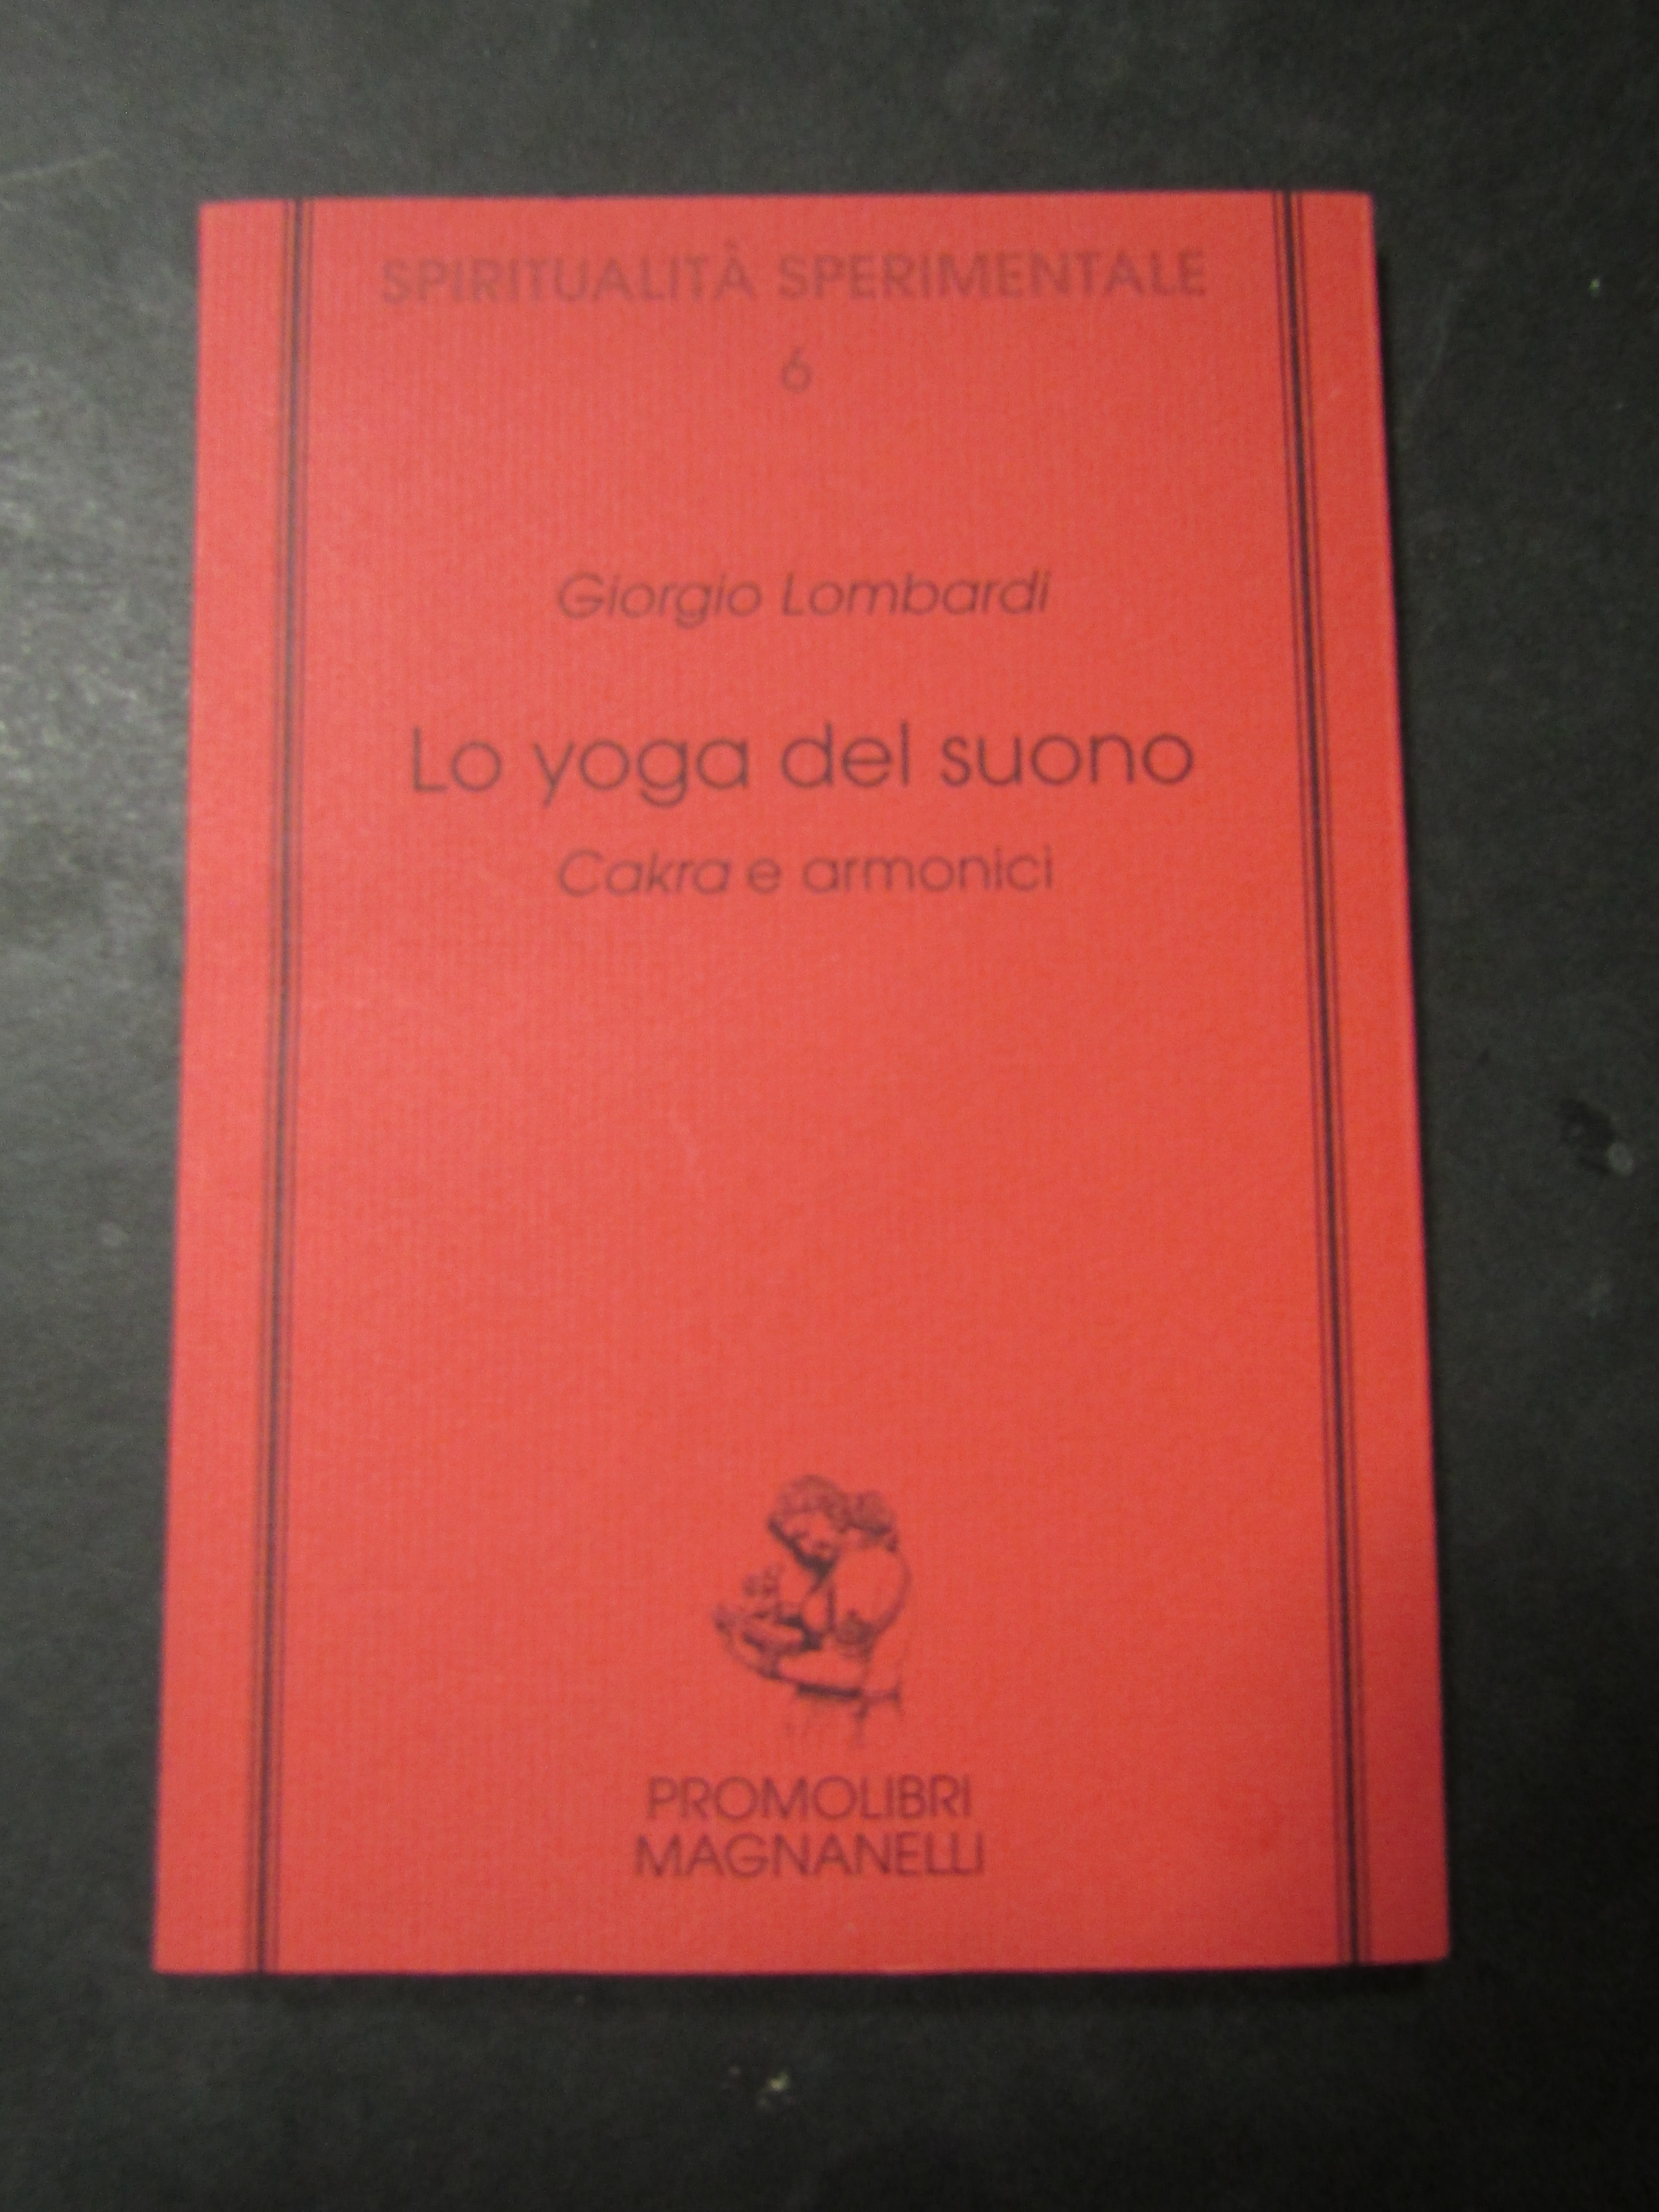 SPIRITUALITÀ SPERIMENTALE
6
Giorgio Lombardi
Lo yoga del suono
Cakra e armonici
PROMOLIBRI
MAGNANELLI